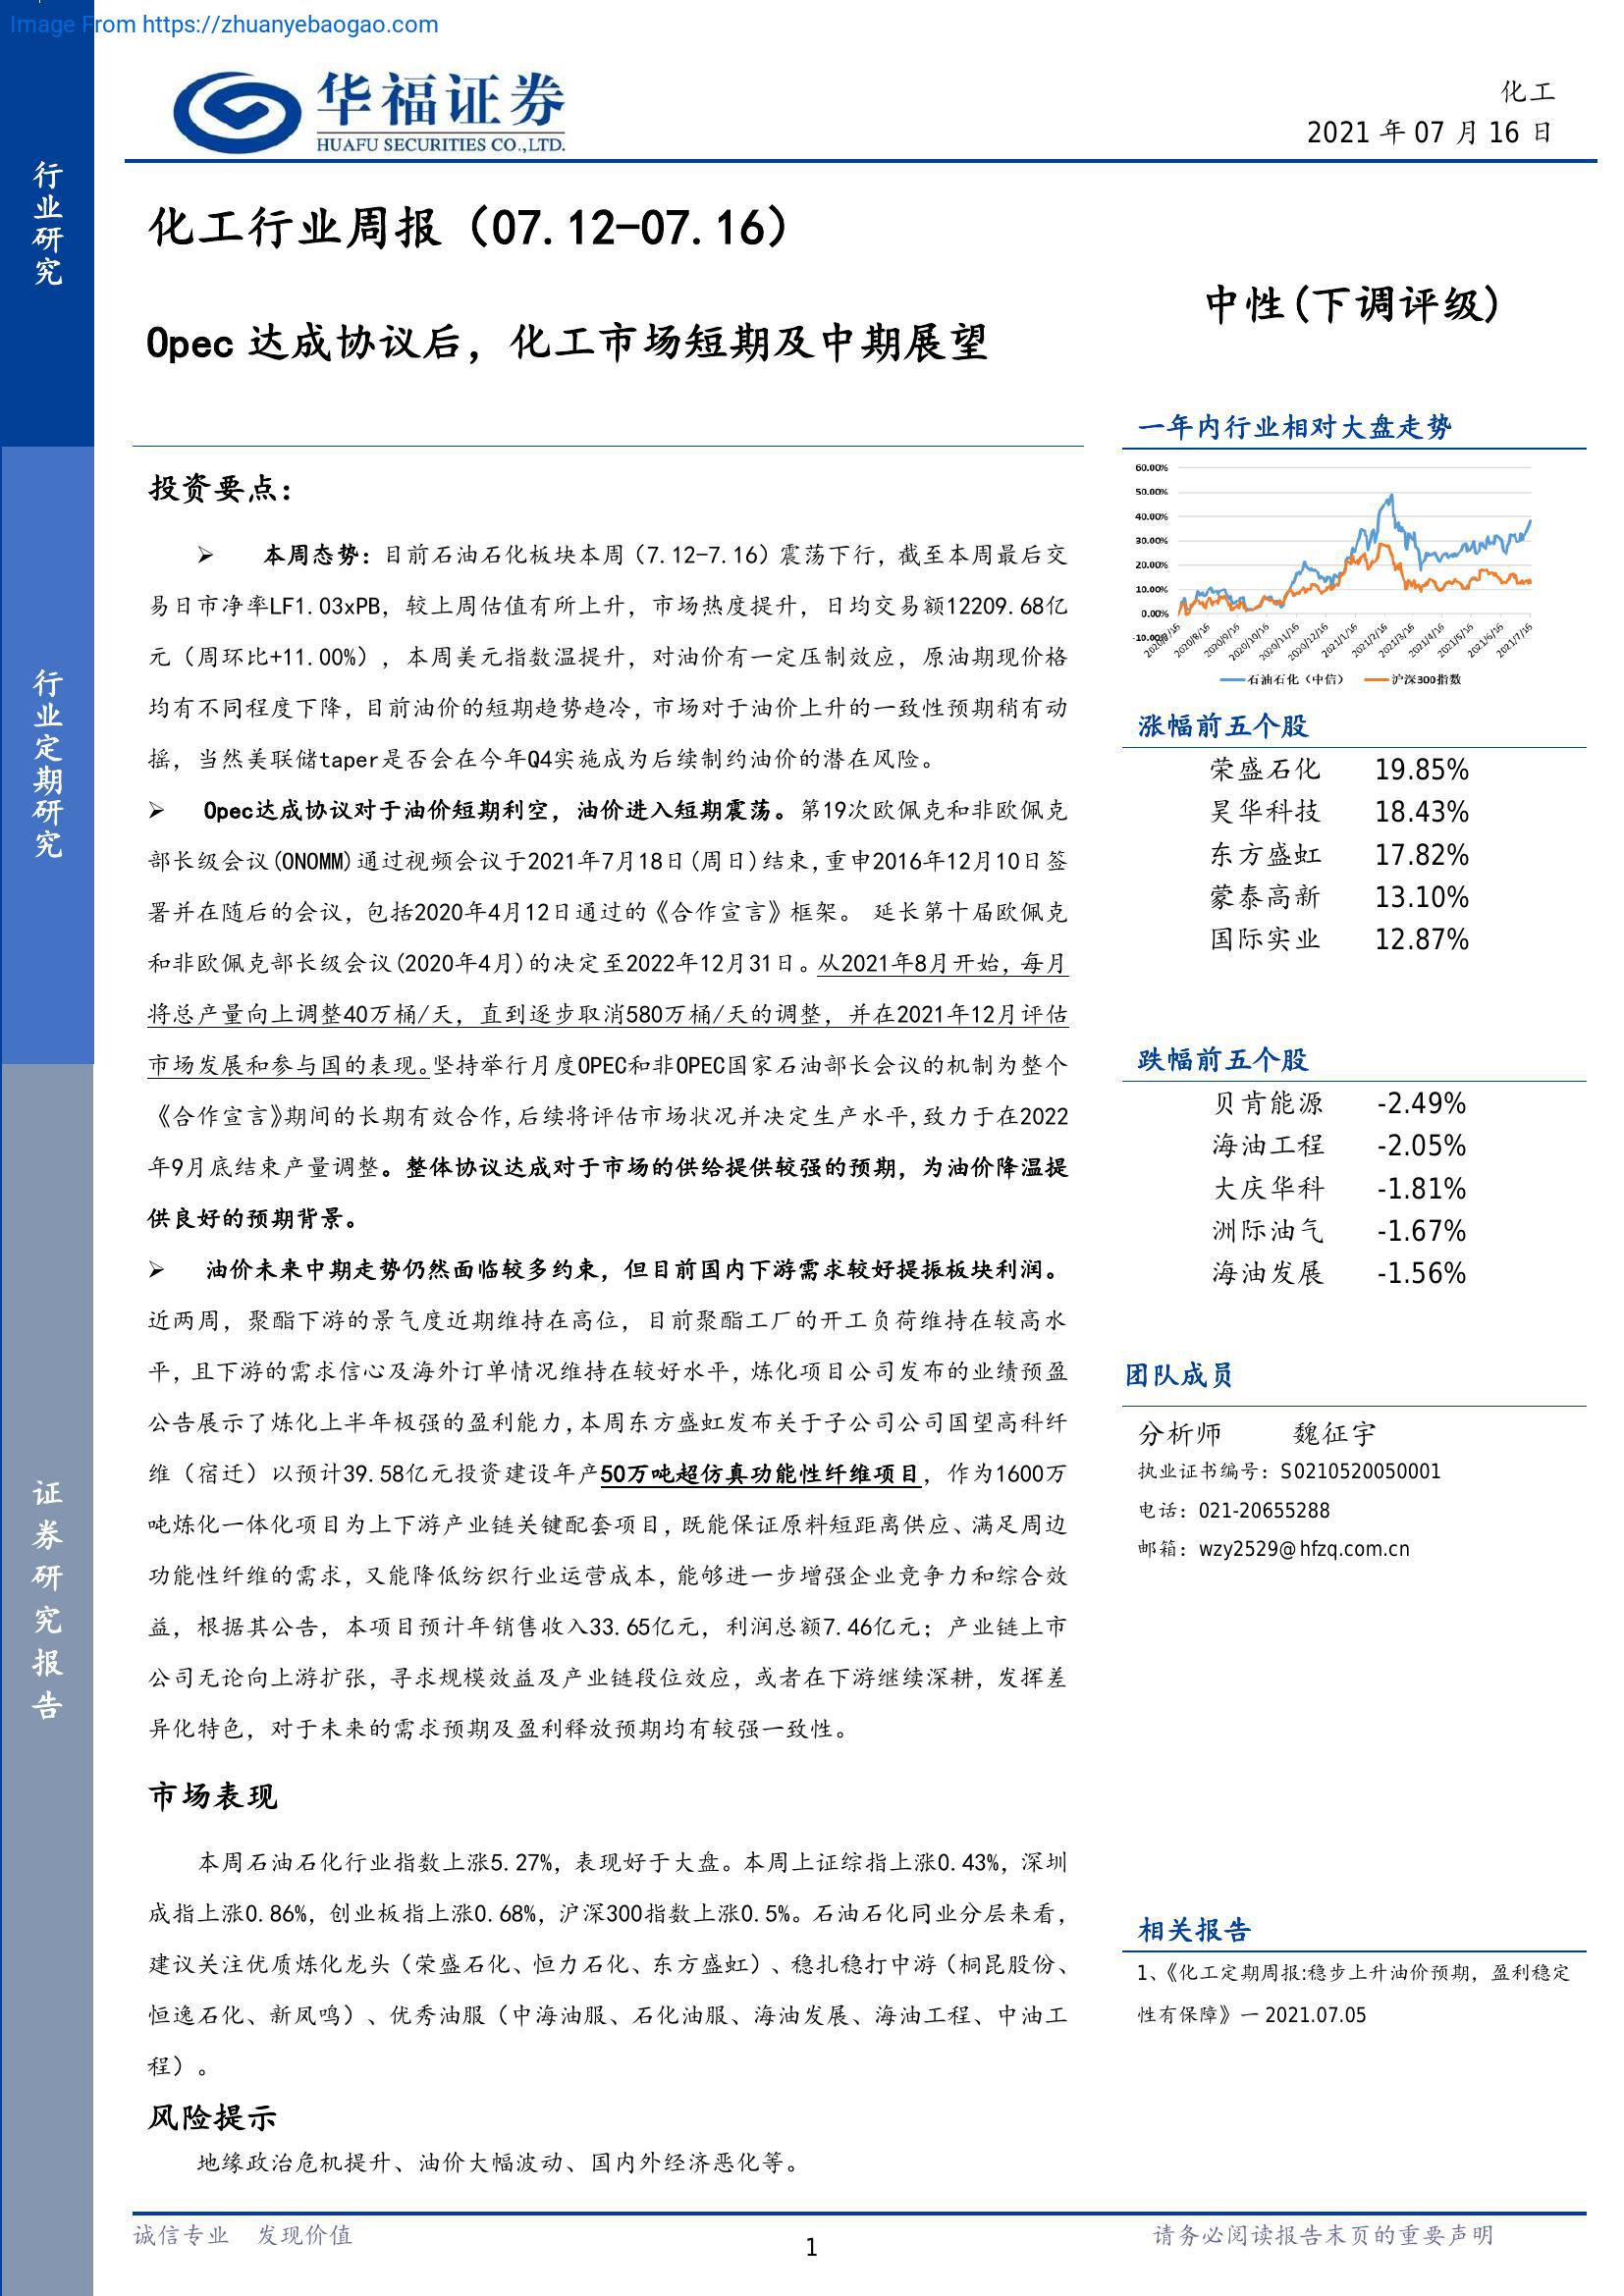 Image From https://zhuanyebaogao.com
行业研究
行业定期研究
证券研究报告
华福证券
HUAFU SECURITIES CO.,LTD.
化工
2021 年 07 月 16 日
化工行业周报（07.12-07.16）
Opec 达成协议后，化工市场短期及中期展望
中性(下调评级)
投资要点：
➢ 本周态势：目前石油石化板块本周（7.12-7.16）震荡下行，截至本周最后交
易日市净率LF1.03xPB，较上周估值有所上升，市场热度提升，日均交易额12209.68亿
元（周环比+11.00%），本周美元指数温提升，对油价有一定压制效应，原油期现价格
均有不同程度下降，目前油价的短期趋势趋冷，市场对于油价上升的一致性预期稍有动
摇，当然美联储taper是否会在今年Q4实施成为后续制约油价的潜在风险。
➢ Opec达成协议对于油价短期利空，油价进入短期震荡。第19次欧佩克和非欧佩克
部长级会议(ONOMM)通过视频会议于2021年7月18日(周日)结束,重申2016年12月10日签
署并在随后的会议，包括2020年4月12日通过的《合作宣言》框架。 延长第十届欧佩克
和非欧佩克部长级会议(2020年4月)的决定至2022年12月31日。从2021年8月开始，每月
将总产量向上调整40万桶/天，直到逐步取消580万桶/天的调整，并在2021年12月评估
市场发展和参与国的表现。坚持举行月度OPEC和非OPEC国家石油部长会议的机制为整个
《合作宣言》期间的长期有效合作,后续将评估市场状况并决定生产水平,致力于在2022
年9月底结束产量调整。整体协议达成对于市场的供给提供较强的预期，为油价降温提
供良好的预期背景。
➢ 油价未来中期走势仍然面临较多约束，但目前国内下游需求较好提振板块利润。
近两周，聚酯下游的景气度近期维持在高位，目前聚酯工厂的开工负荷维持在较高水
平，且下游的需求信心及海外订单情况维持在较好水平，炼化项目公司发布的业绩预盈
公告展示了炼化上半年极强的盈利能力,本周东方盛虹发布关于子公司公司国望高科纤
维（宿迁）以预计39.58亿元投资建设年产50万吨超仿真功能性纤维项目，作为1600万
吨炼化一体化项目为上下游产业链关键配套项目，既能保证原料短距离供应、满足周边
功能性纤维的需求，又能降低纺织行业运营成本，能够进一步增强企业竞争力和综合效
益，根据其公告，本项目预计年销售收入33.65亿元，利润总额7.46亿元；产业链上市
公司无论向上游扩张，寻求规模效益及产业链段位效应，或者在下游继续深耕，发挥差
异化特色，对于未来的需求预期及盈利释放预期均有较强一致性。
市场表现
本周石油石化行业指数上涨5.27%，表现好于大盘。本周上证综指上涨0.43%，深圳
成指上涨0.86%，创业板指上涨0.68%，沪深300指数上涨0.5%。石油石化同业分层来看，
建议关注优质炼化龙头（荣盛石化、恒力石化、东方盛虹）、稳扎稳打中游（桐昆股份、
恒逸石化、新凤鸣）、优秀油服（中海油服、石化油服、海油发展、海油工程、中油工
程）。
风险提示
地缘政治危机提升、油价大幅波动、国内外经济恶化等。
一年内行业相对大盘走势
60.00%
50.00%
40.00%
30.00%
20.00%
10.00%
0.00%
-10.00%
2020/7/16 2020/8/16 2020/9/16 2020/10/16 2020/11/16 2020/12/16 2021/1/16 2021/2/16 2021/3/16 2021/4/16 2021/5/16 2021/6/16 2021/7/16
石油石化（中信） 沪深300指数
涨幅前五个股
荣盛石化 19.85%
昊华科技 18.43%
东方盛虹 17.82%
蒙泰高新 13.10%
国际实业 12.87%
跌幅前五个股
贝肯能源 -2.49%
海油工程 -2.05%
大庆华科 -1.81%
洲际油气 -1.67%
海油发展 -1.56%
团队成员
分析师 魏征宇
执业证书编号：S0210520050001
电话：021-20655288
邮箱：wzy2529@hfzq.com.cn
相关报告
1、《化工定期周报:稳步上升油价预期，盈利稳定
性有保障》一 2021.07.05
诚信专业 发现价值
1
请务必阅读报告末页的重要声明